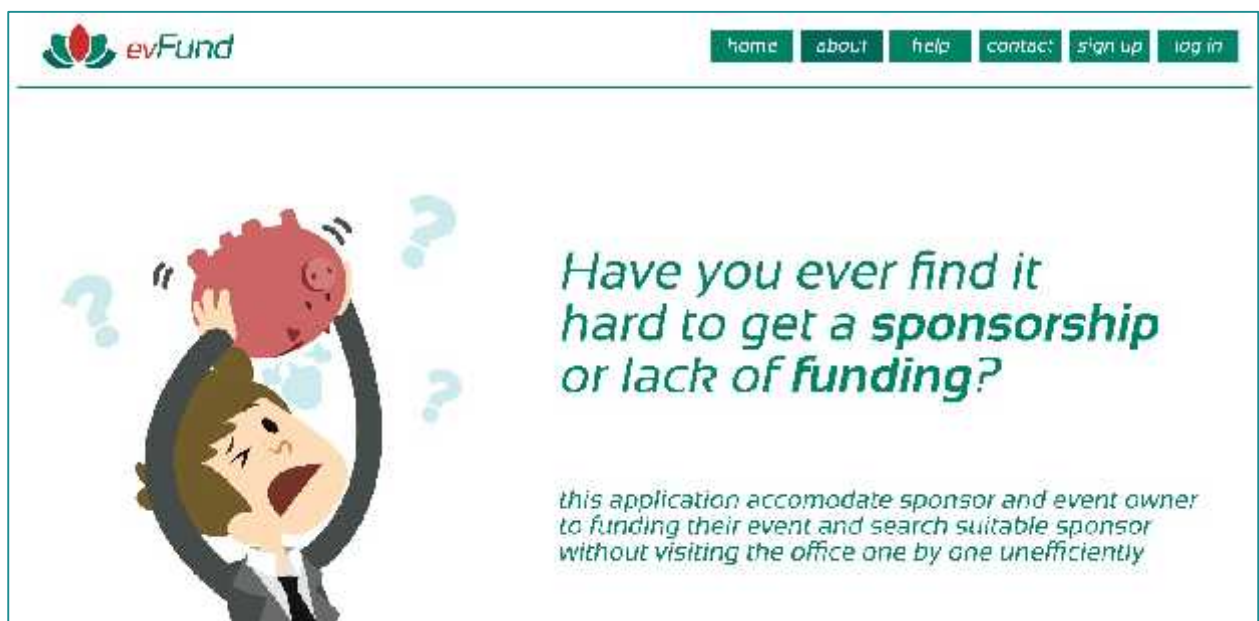 evFund
home about help contact sign up log in
Have you ever find it
hard to get a sponsorship
or lack of funding?
this application accomodate sponsor and event owner
to funding their event and search suitable sponsor
without visiting the office one by one unefficiently